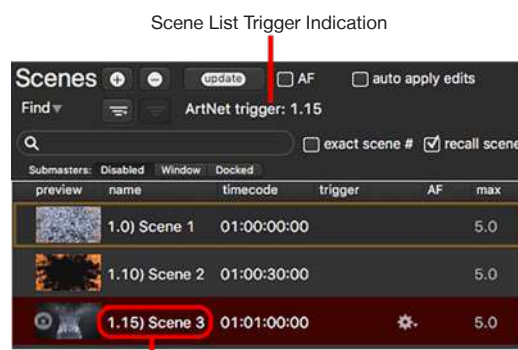 Scene List Trigger Indication
Scenes update AF auto apply edits
Find ArtNet trigger: 1.15
exact scene # recall scene
Submasters: Disabled Window Docked
preview name timecode trigger AF max
1.0) Scene 1 01:00:00:00 5.0
1.10) Scene 2 01:00:30:00 5.0
1.15) Scene 3 01:01:00:00 5.0